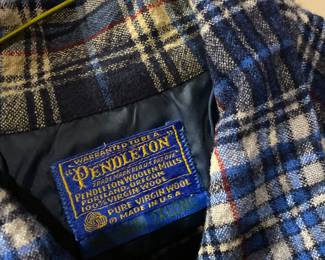 "WARRANTED TO BE A
"PENDLETON"
TRADE MARK REG. U.S. PAT. OFF.
PENDLETON WOOLEN MILLS
PORTLAND, OREGON
100% VIRGIN WOOL
PURE VIRGIN WOOL
MADE IN U.S.A.